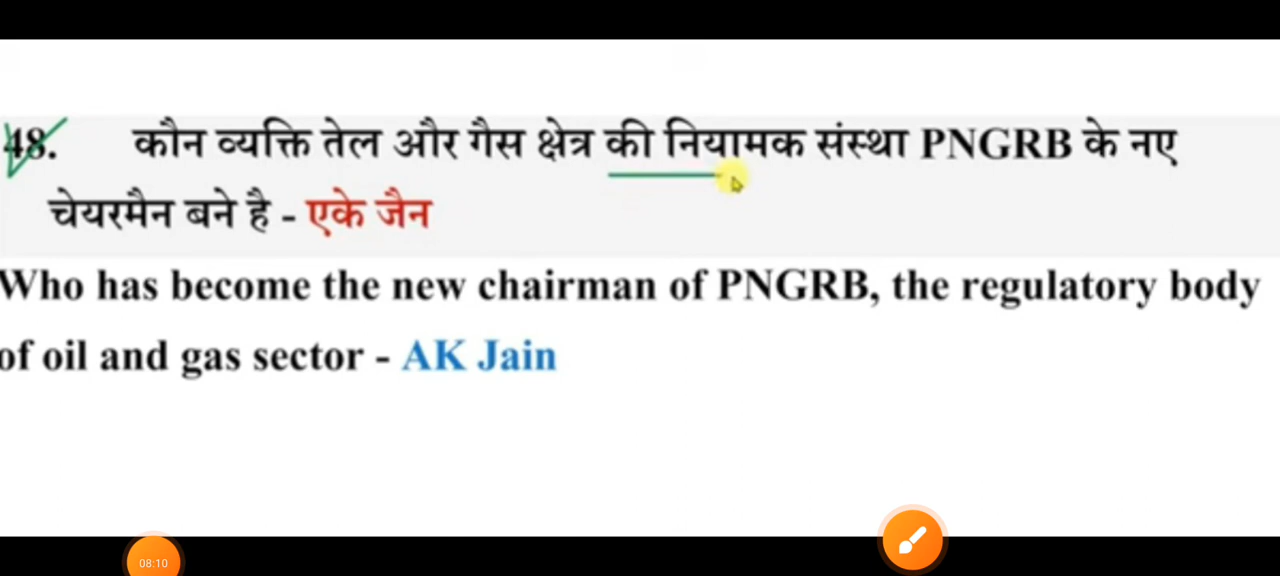 48. कौन व्यक्ति तेल और गैस क्षेत्र की नियामक संस्था PNGRB के नए
चेयरमैन बने है - एके जैन
Who has become the new chairman of PNGRB, the regulatory body
of oil and gas sector - AK Jain
08:10